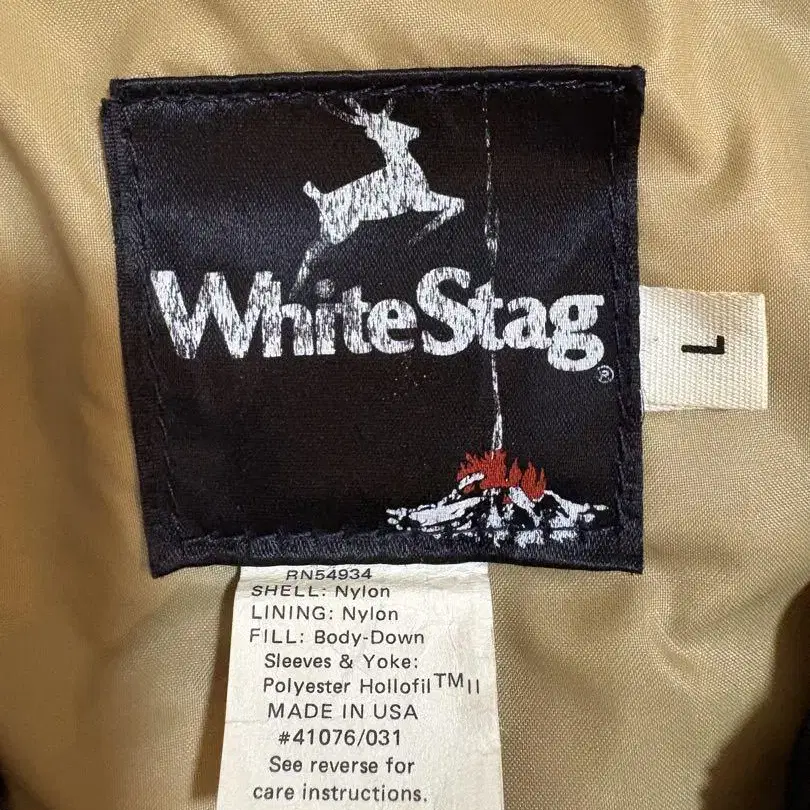 WhiteStag
®
L
RN54934
SHELL: Nylon
LINING: Nylon
FILL: Body-Down
Sleeves & Yoke:
Polyester Hollofil™II
MADE IN USA
#41076/031
See reverse for
care instructions.